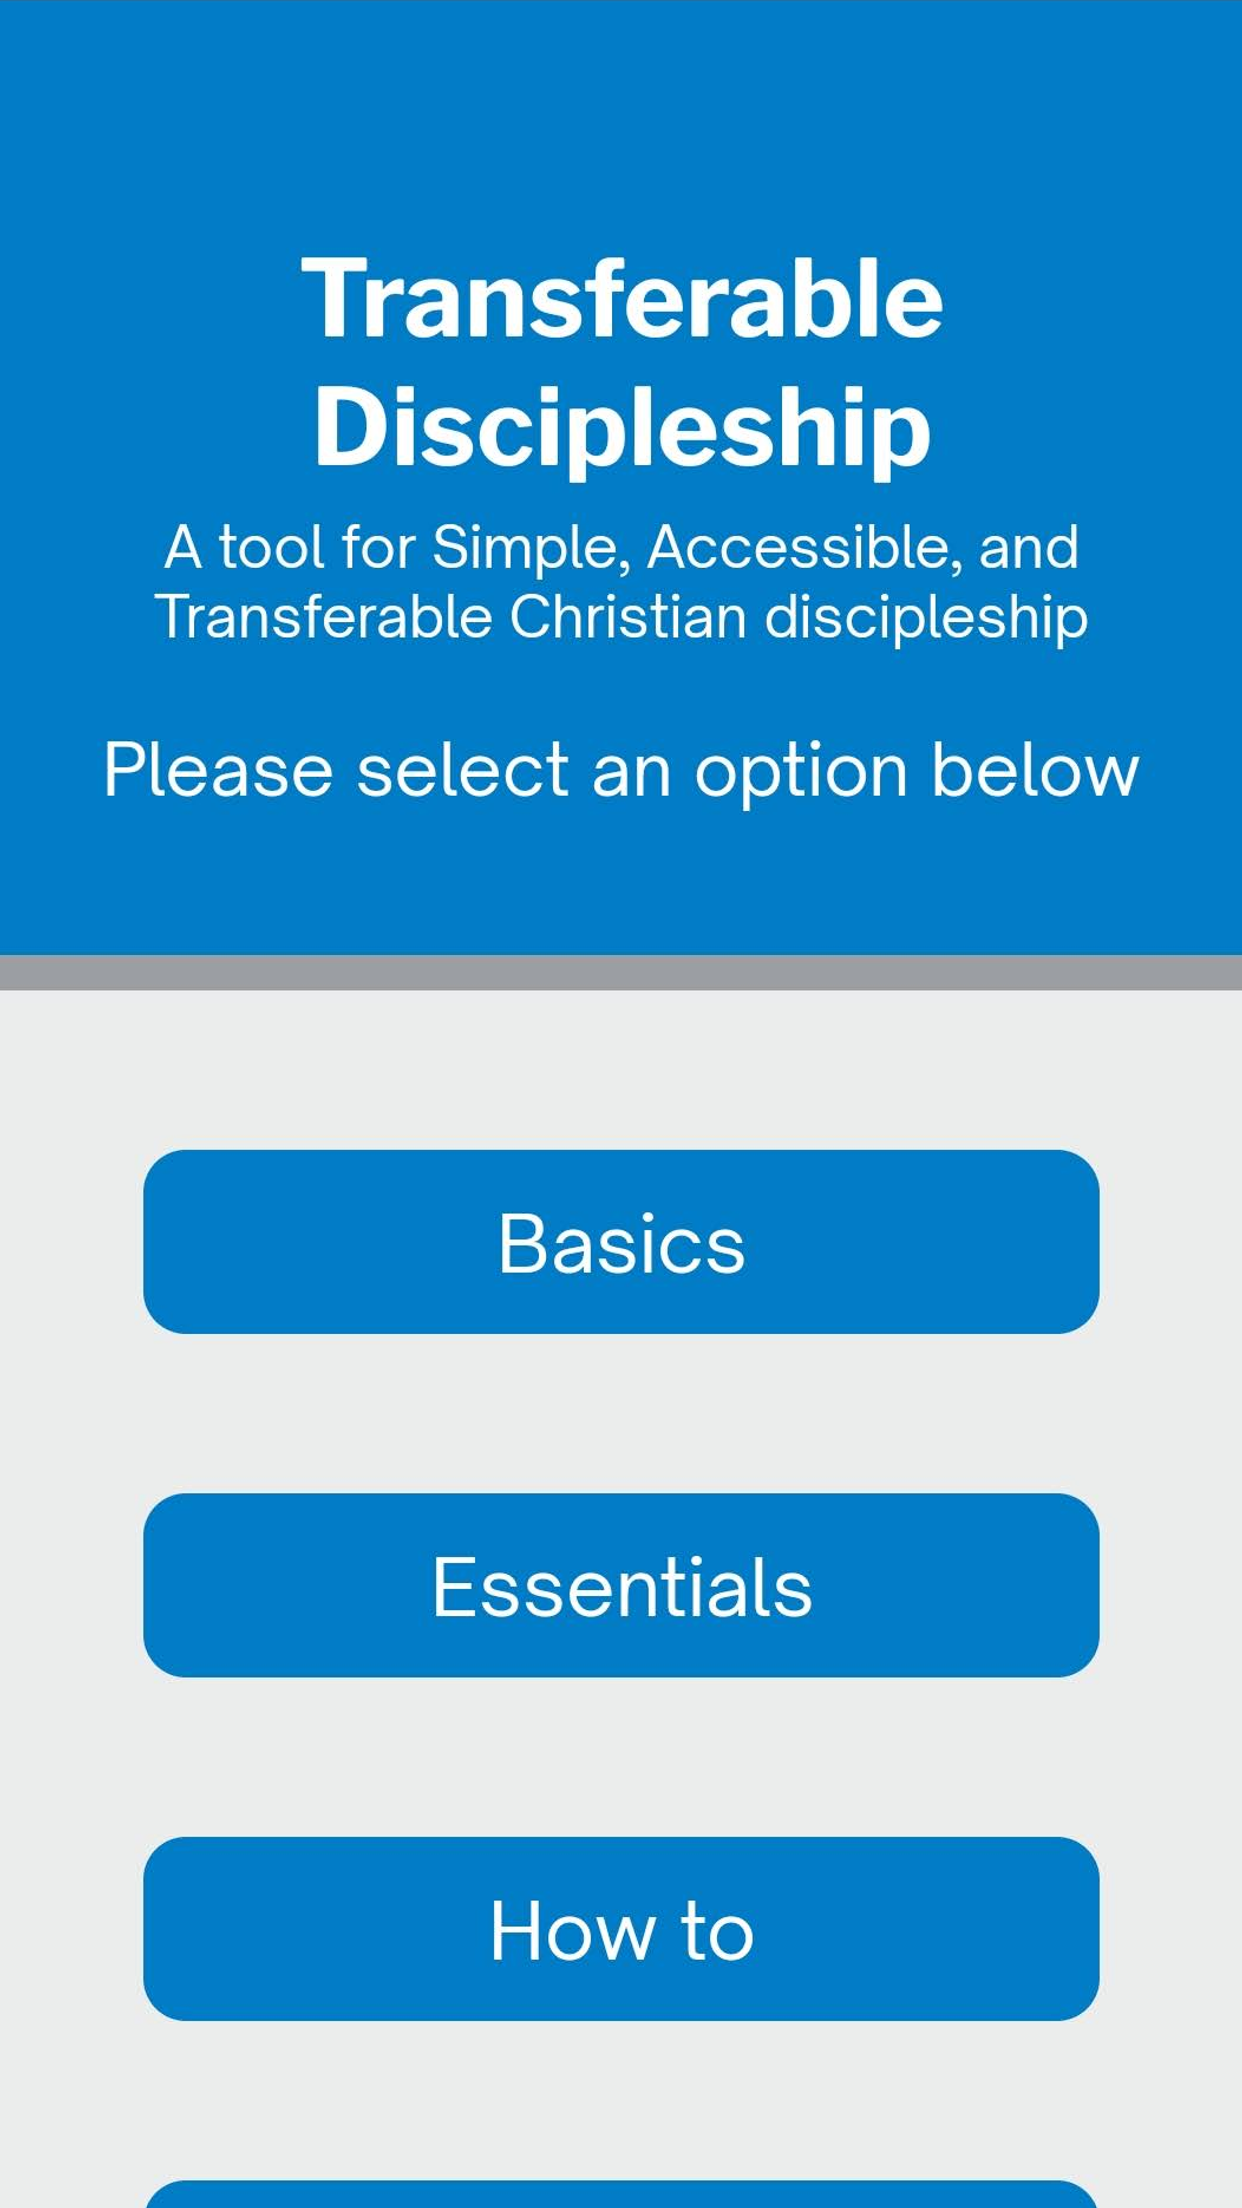 Transferable
Discipleship
A tool for Simple, Accessible, and
Transferable Christian discipleship
Please select an option below
Basics
Essentials
How to